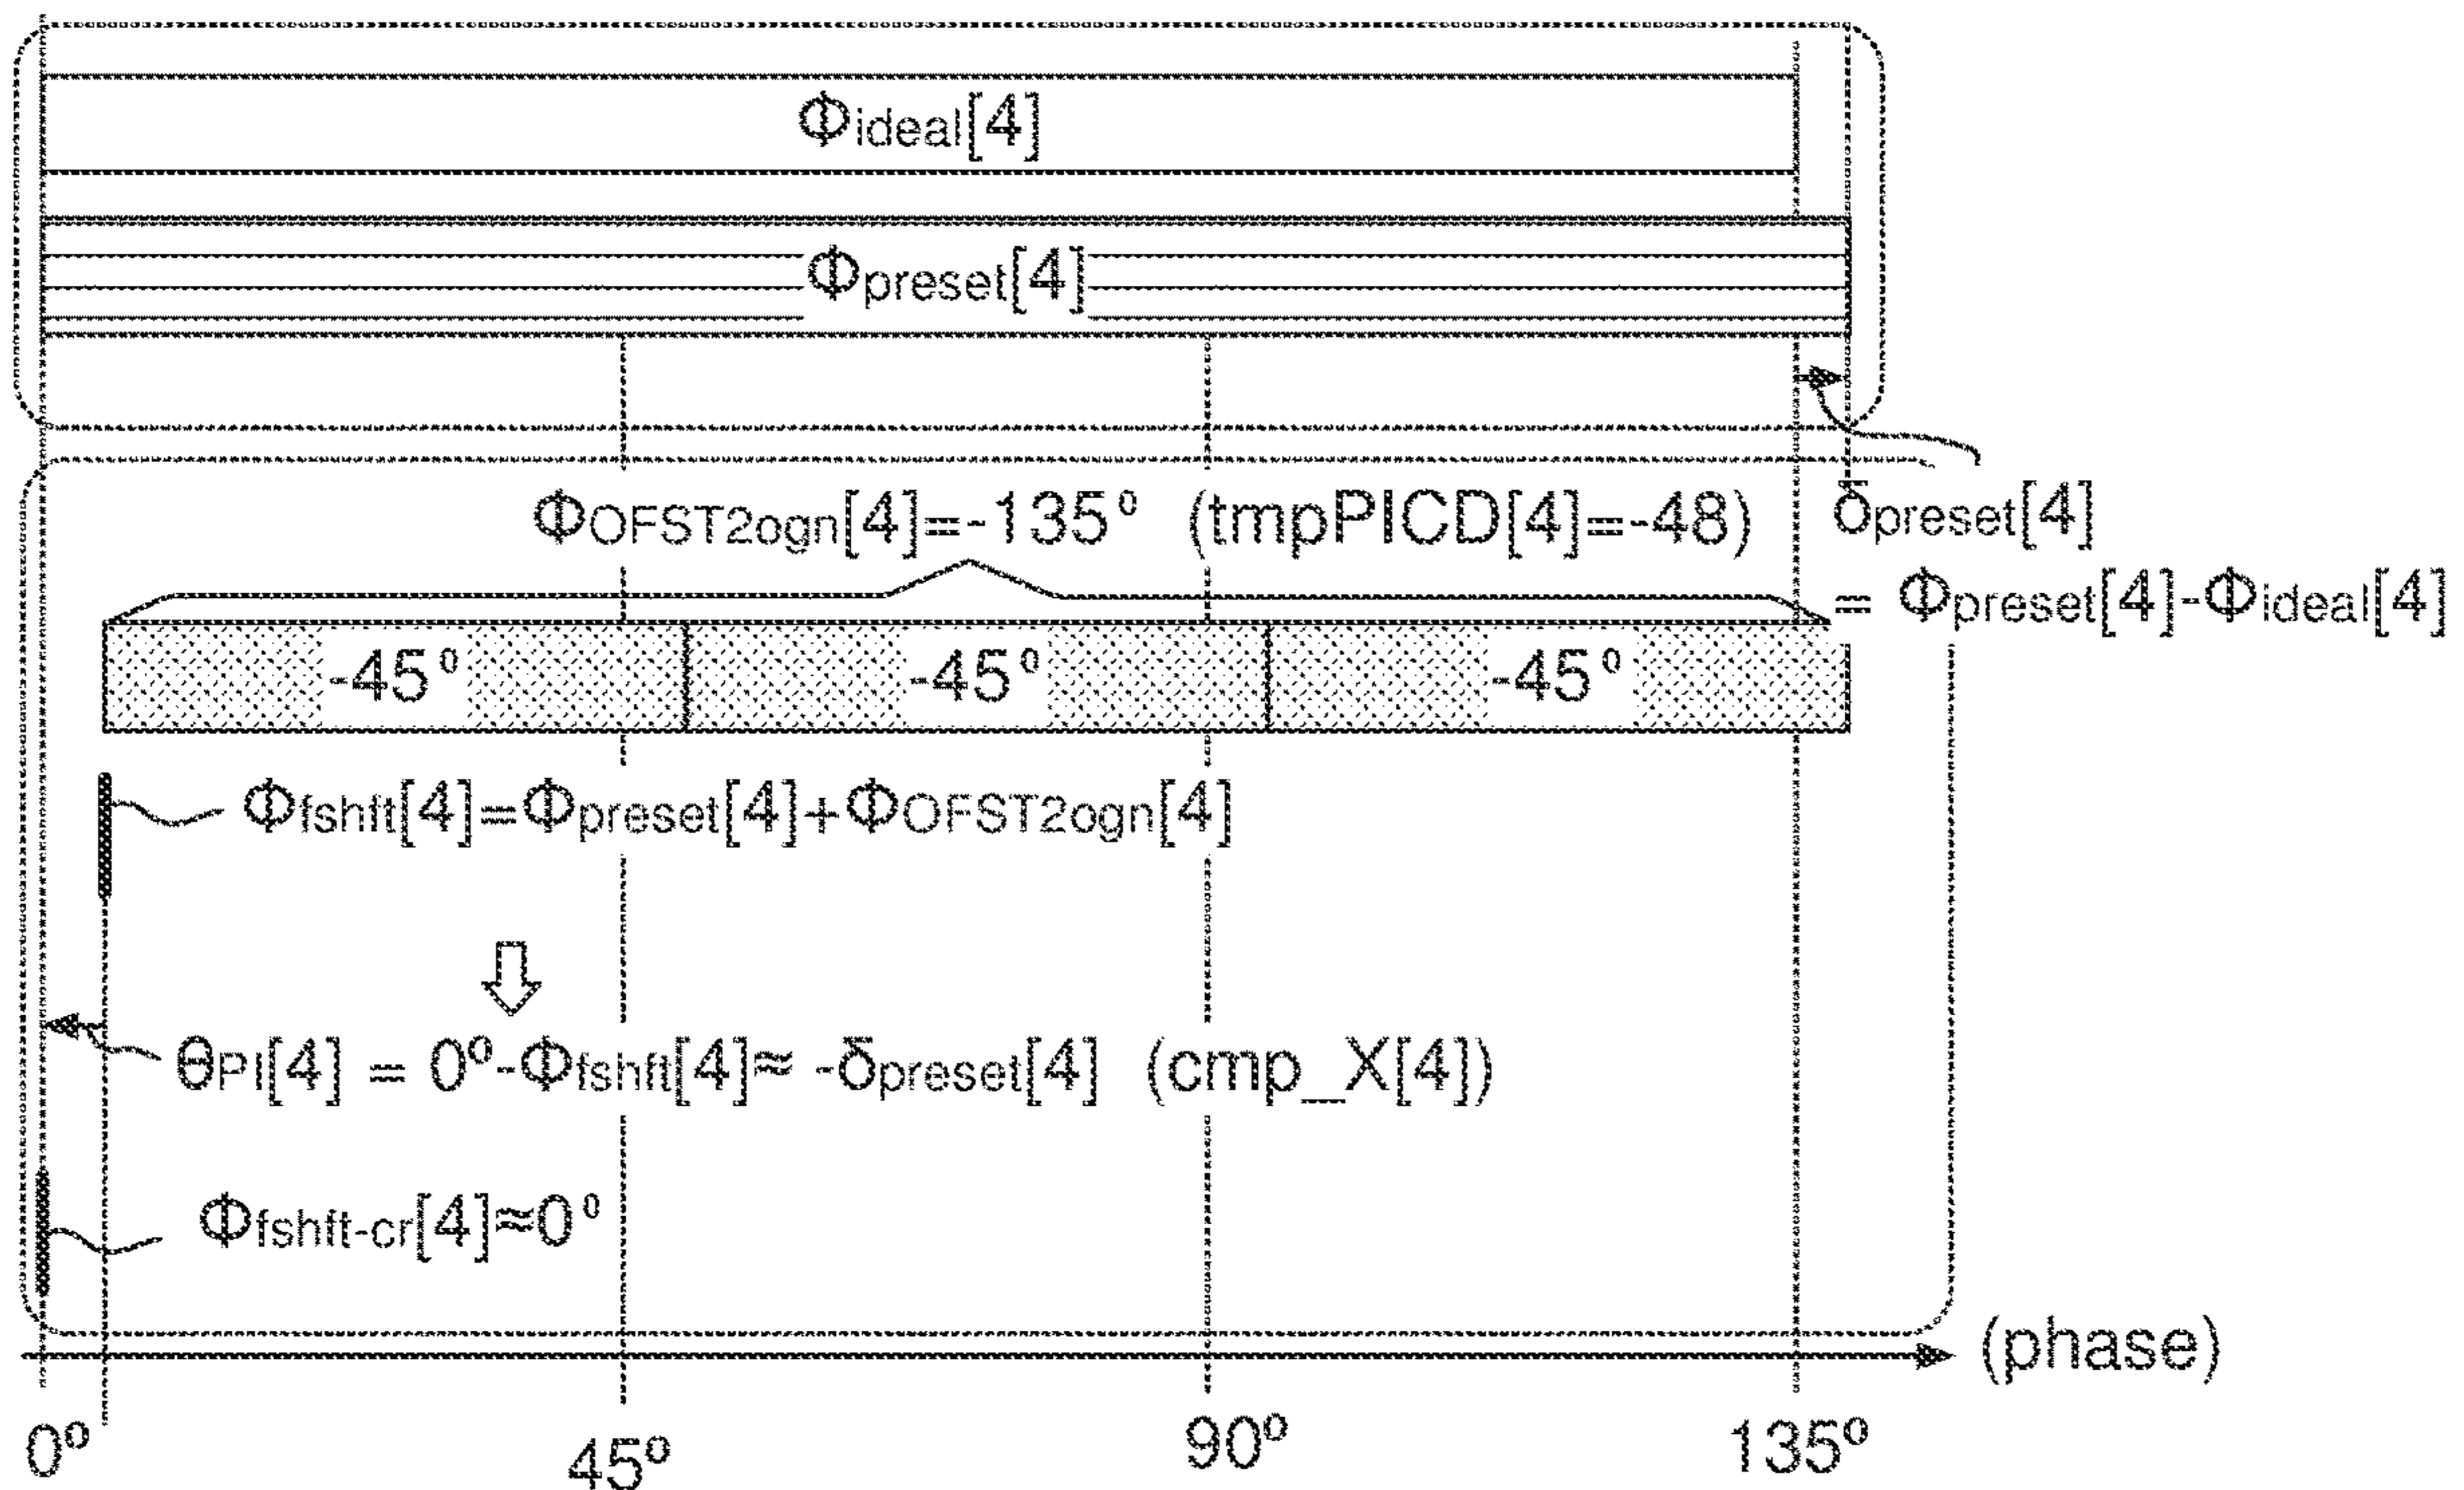 Φideal[4]
Φpreset[4]
ΦOFST2ogn[4]=-135° (tmpPICD[4]=-48)
δpreset[4]
= Φpreset[4]-Φideal[4]
-45° -45° -45°
Φfshft[4]=Φpreset[4]+ΦOFST2ogn[4]
θPI[4] = 0°-Φfshft[4]≈ -δpreset[4] (cmp_X[4])
Φfshft-cr[4]≈0°
(phase)
0° 45° 90° 135°